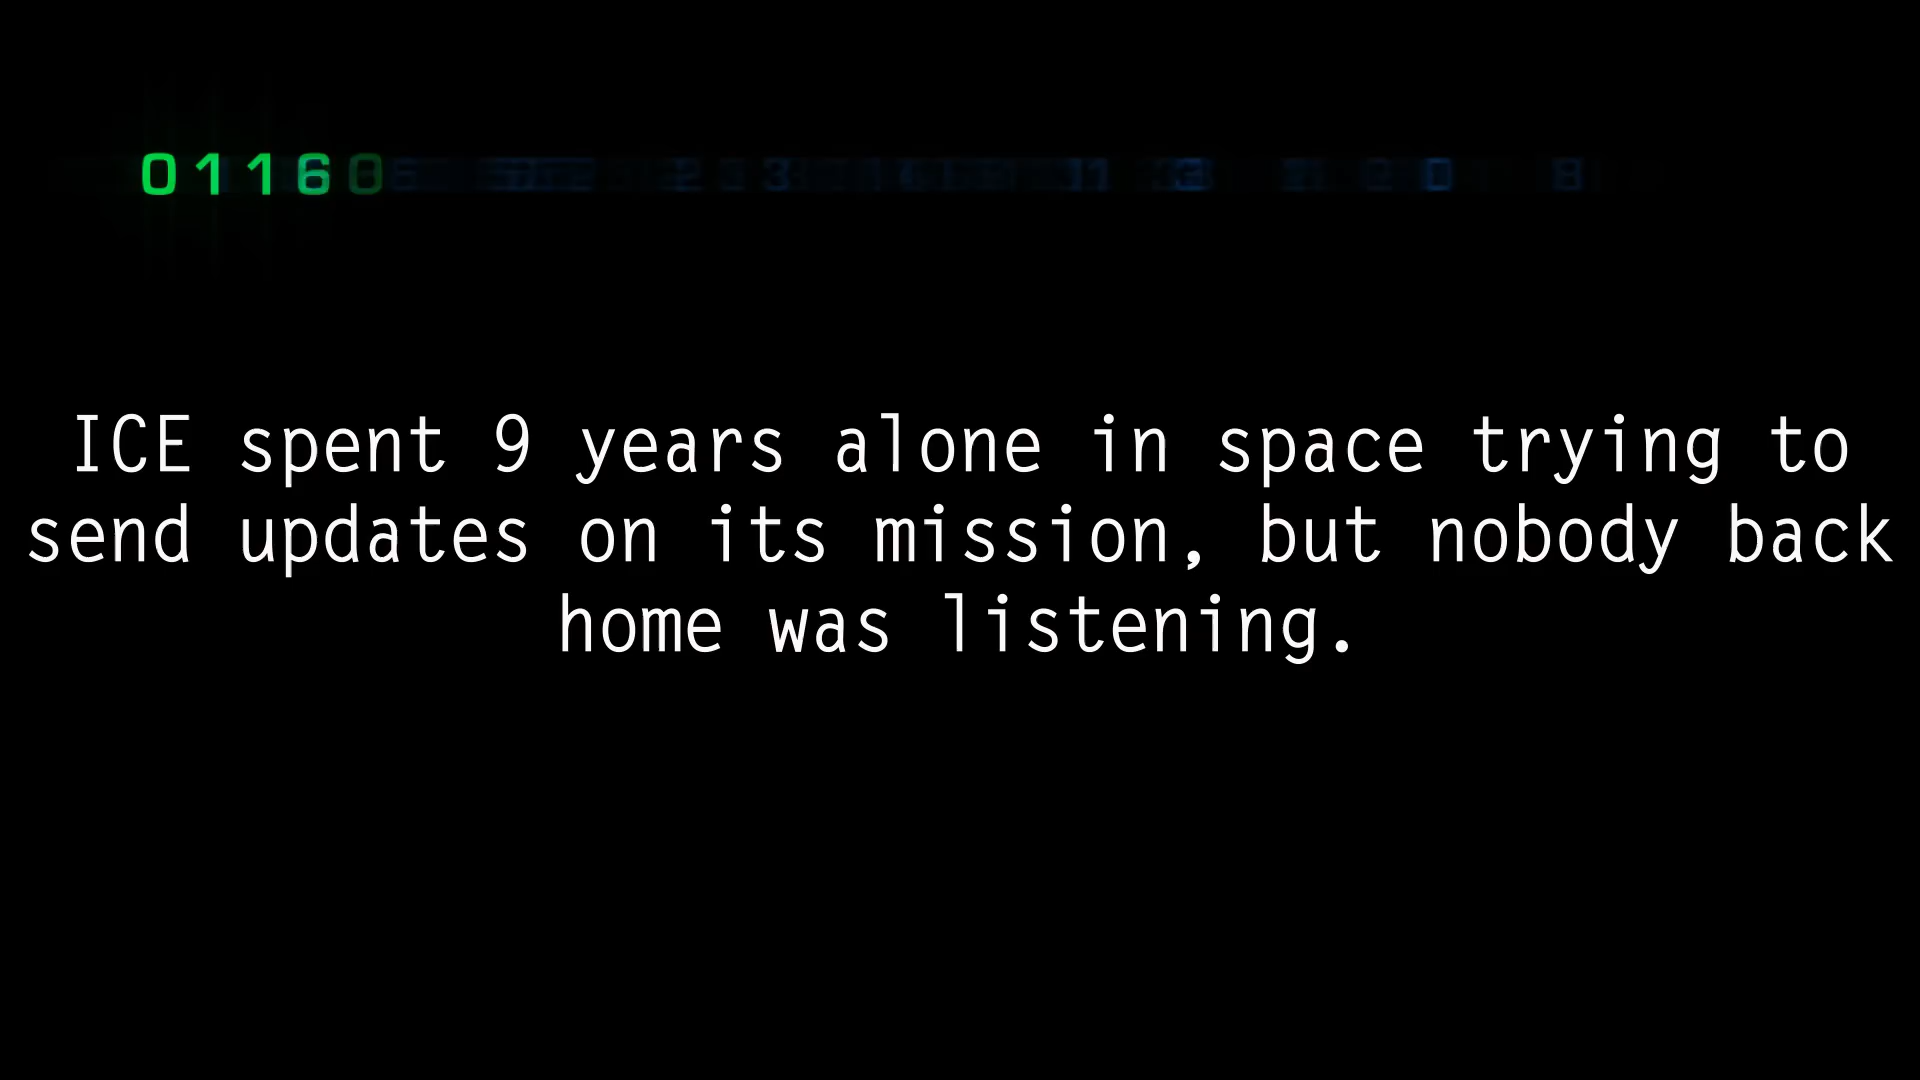 01160
ICE spent 9 years alone in space trying to
send updates on its mission, but nobody back
home was listening.